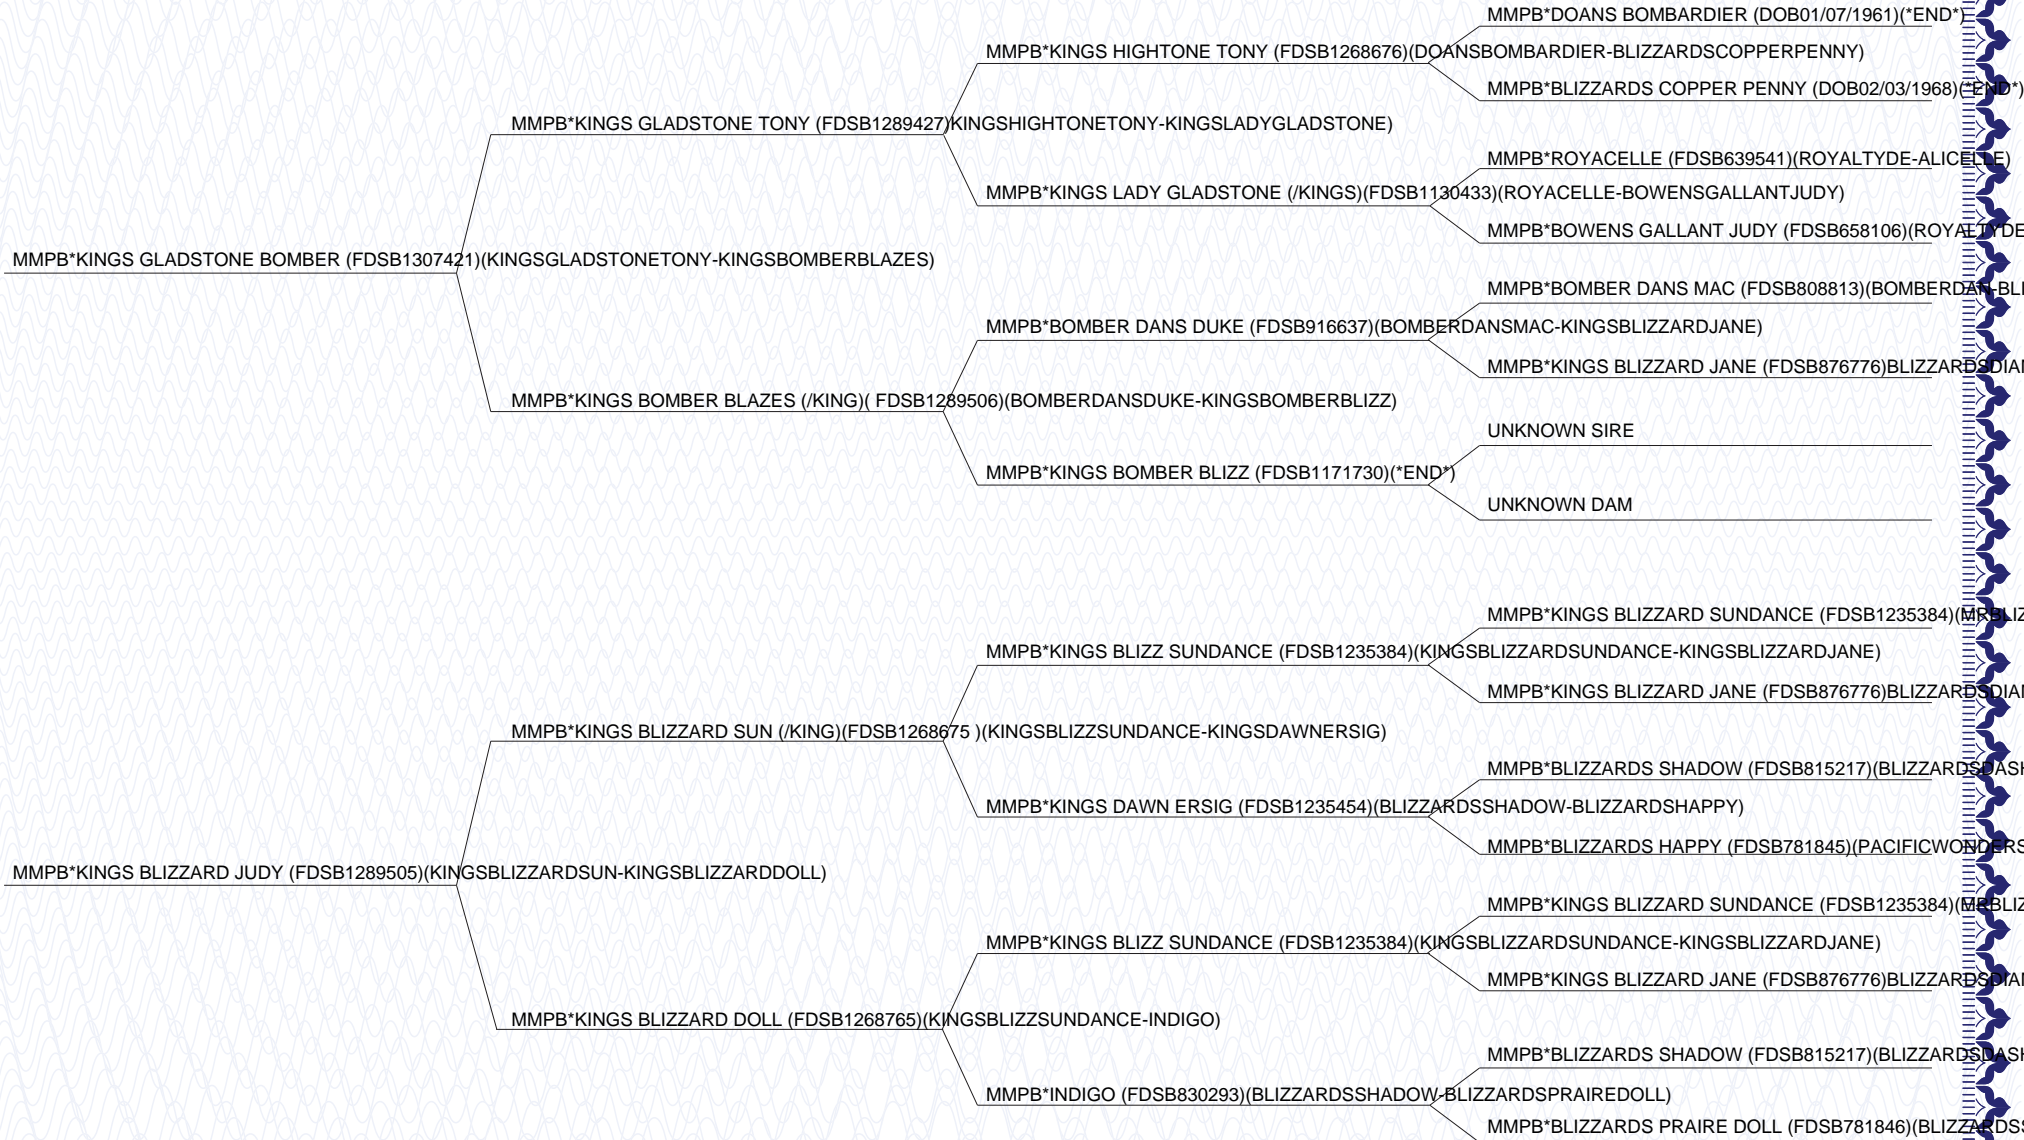 MMPB*DOANS BOMBARDIER (DOB01/07/1961)(*END*)
MMPB*KINGS HIGHTONE TONY (FDSB1268676)(DOANSBOMBARDIER-BLIZZARDSCOPPERPENNY)
MMPB*BLIZZARDS COPPER PENNY (DOB02/03/1968)(*END*)
MMPB*KINGS GLADSTONE TONY (FDSB1289427)KINGSHIGHTONETONY-KINGSLADYGLADSTONE)
MMPB*ROYACELLE (FDSB639541)(ROYALTYDE-ALICELLE)
MMPB*KINGS LADY GLADSTONE (/KINGS)(FDSB1130433)(ROYACELLE-BOWENSGALLANTJUDY)
MMPB*BOWENS GALLANT JUDY (FDSB658106)(ROYALTYDE
MMPB*KINGS GLADSTONE BOMBER (FDSB1307421)(KINGSGLADSTONETONY-KINGSBOMBERBLAZES)
MMPB*BOMBER DANS MAC (FDSB808813)(BOMBERDAN-BLI
MMPB*BOMBER DANS DUKE (FDSB916637)(BOMBERDANSMAC-KINGSBLIZZARDJANE)
MMPB*KINGS BLIZZARD JANE (FDSB876776)BLIZZARDSDIAM
MMPB*KINGS BOMBER BLAZES (/KING)( FDSB1289506)(BOMBERDANSDUKE-KINGSBOMBERBLIZZ)
UNKNOWN SIRE
MMPB*KINGS BOMBER BLIZZ (FDSB1171730)(*END*)
UNKNOWN DAM
MMPB*KINGS BLIZZARD SUNDANCE (FDSB1235384)(MRBLIZ
MMPB*KINGS BLIZZ SUNDANCE (FDSB1235384)(KINGSBLIZZARDSUNDANCE-KINGSBLIZZARDJANE)
MMPB*KINGS BLIZZARD JANE (FDSB876776)BLIZZARDSDIAM
MMPB*KINGS BLIZZARD SUN (/KING)(FDSB1268675 )(KINGSBLIZZSUNDANCE-KINGSDAWNERSIG)
MMPB*BLIZZARDS SHADOW (FDSB815217)(BLIZZARDSDASH
MMPB*KINGS DAWN ERSIG (FDSB1235454)(BLIZZARDSSHADOW-BLIZZARDSHAPPY)
MMPB*BLIZZARDS HAPPY (FDSB781845)(PACIFICWONDERS
MMPB*KINGS BLIZZARD JUDY (FDSB1289505)(KINGSBLIZZARDSUN-KINGSBLIZZARDDOLL)
MMPB*KINGS BLIZZARD SUNDANCE (FDSB1235384)(MRBLIZ
MMPB*KINGS BLIZZ SUNDANCE (FDSB1235384)(KINGSBLIZZARDSUNDANCE-KINGSBLIZZARDJANE)
MMPB*KINGS BLIZZARD JANE (FDSB876776)BLIZZARDSDIAM
MMPB*KINGS BLIZZARD DOLL (FDSB1268765)(KINGSBLIZZSUNDANCE-INDIGO)
MMPB*BLIZZARDS SHADOW (FDSB815217)(BLIZZARDSDASH
MMPB*INDIGO (FDSB830293)(BLIZZARDSSHADOW-BLIZZARDSPRAIREDOLL)
MMPB*BLIZZARDS PRAIRE DOLL (FDSB781846)(BLIZZARDSS